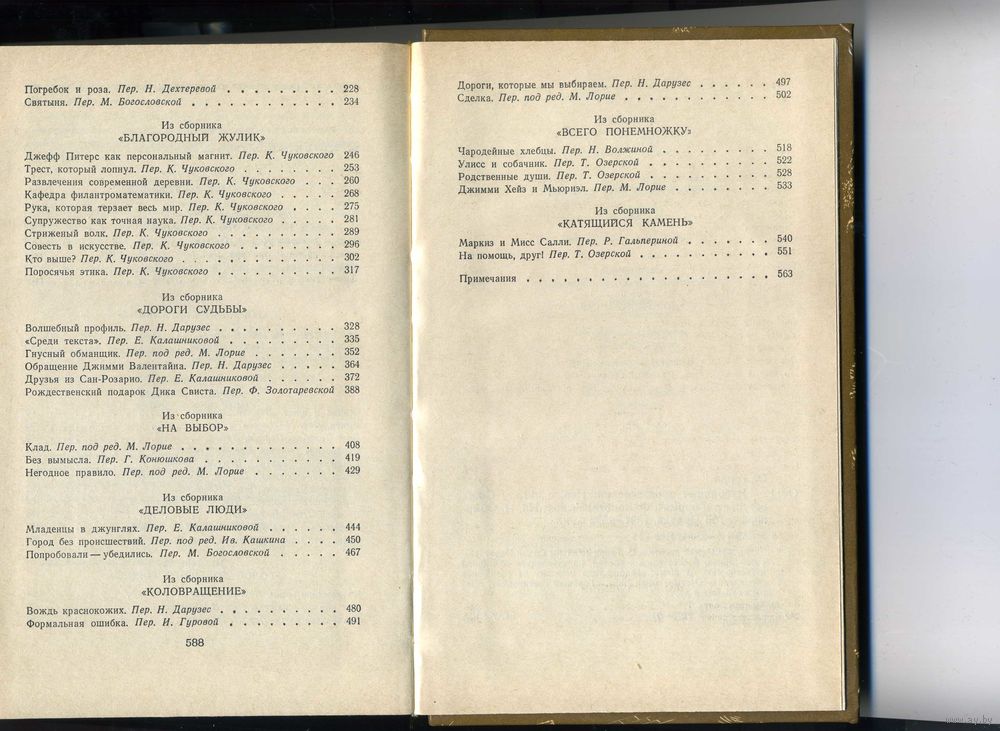 Погребок и роза. Пер. Н. Дехтеревой . . . . . . . . . 228
Святыня. Пер. М. Богословской . . . . . . . . . . . . 234
Из сборника
«БЛАГОРОДНЫЙ ЖУЛИК»
Джефф Питерс как персональный магнит. Пер. К. Чуковского 246
Трест, который лопнул. Пер. К. Чуковского . . . . . . . . 253
Развлечения современной деревни. Пер. К. Чуковского . . . 260
Кафедра филантроматематики. Пер. К. Чуковского . . . . . 268
Рука, которая терзает весь мир. Пер. К. Чуковского . . . . 275
Супружество как точная наука. Пер. К. Чуковского . . . . . 281
Стриженый волк. Пер. К. Чуковского . . . . . . . . . . 289
Совесть в искусстве. Пер. К. Чуковского . . . . . . . . . 296
Кто выше? Пер. К. Чуковского . . . . . . . . . . . . . 302
Поросячья этика. Пер. К. Чуковского . . . . . . . . . . 317
Из сборника
«ДОРОГИ СУДЬБЫ»
Волшебный профиль. Пер. Н. Дарузес . . . . . . . . . . 328
«Среди текста». Пер. Е. Калашниковой . . . . . . . . . . 335
Гнусный обманщик. Пер. под ред. М. Лорие . . . . . . . 352
Обращение Джимми Валентайна. Пер. Н. Дарузес . . . . . 364
Друзья из Сан-Розарио. Пер. Е. Калашниковой . . . . . . 372
Рождественский подарок Дика Свиста. Пер. Ф. Золотаревской 388
Из сборника
«НА ВЫБОР»
Клад. Пер. под ред. М. Лорие . . . . . . . . . . . . . 408
Без вымысла. Пер. Г. Конюшкова . . . . . . . . . . . 419
Негодное правило. Пер. под ред. М. Лорие . . . . . . . 429
Из сборника
«ДЕЛОВЫЕ ЛЮДИ»
Младенцы в джунглях. Пер. Е. Калашниковой . . . . . . 444
Город без происшествий. Пер. под ред. Ив. Кашкина . . . . 450
Попробовали — убедились. Пер. М. Богословской . . . . . 467
Из сборника
«КОЛОВРАЩЕНИЕ»
Вождь краснокожих. Пер. Н. Дарузес . . . . . . . . . . 480
Формальная ошибка. Пер. И. Гуровой . . . . . . . . . 491
588
Дороги, которые мы выбираем. Пер. Н. Дарузес . . . . . . 497
Сделка. Пер. под ред. М. Лорие . . . . . . . . . . . . 502
Из сборника
«ВСЕГО ПОНЕМНОЖКУ»
Чародейные хлебцы. Пер. Н. Волжиной . . . . . . . . . 518
Улисс и собачник. Пер. Т. Озерской . . . . . . . . . . 522
Родственные души. Пер. Т. Озерской . . . . . . . . . . 528
Джимми Хейз и Мьюриэл. Пер. М. Лорие . . . . . . . . 533
Из сборника
«КАТЯЩИЙСЯ КАМЕНЬ»
Маркиз и Мисс Салли. Пер. Р. Гальпериной . . . . . . . 540
На помощь, друг! Пер. Т. Озерской . . . . . . . . . . . 551
Примечания . . . . . . . . . . . . . . . . . . . . 563
www.ay.by